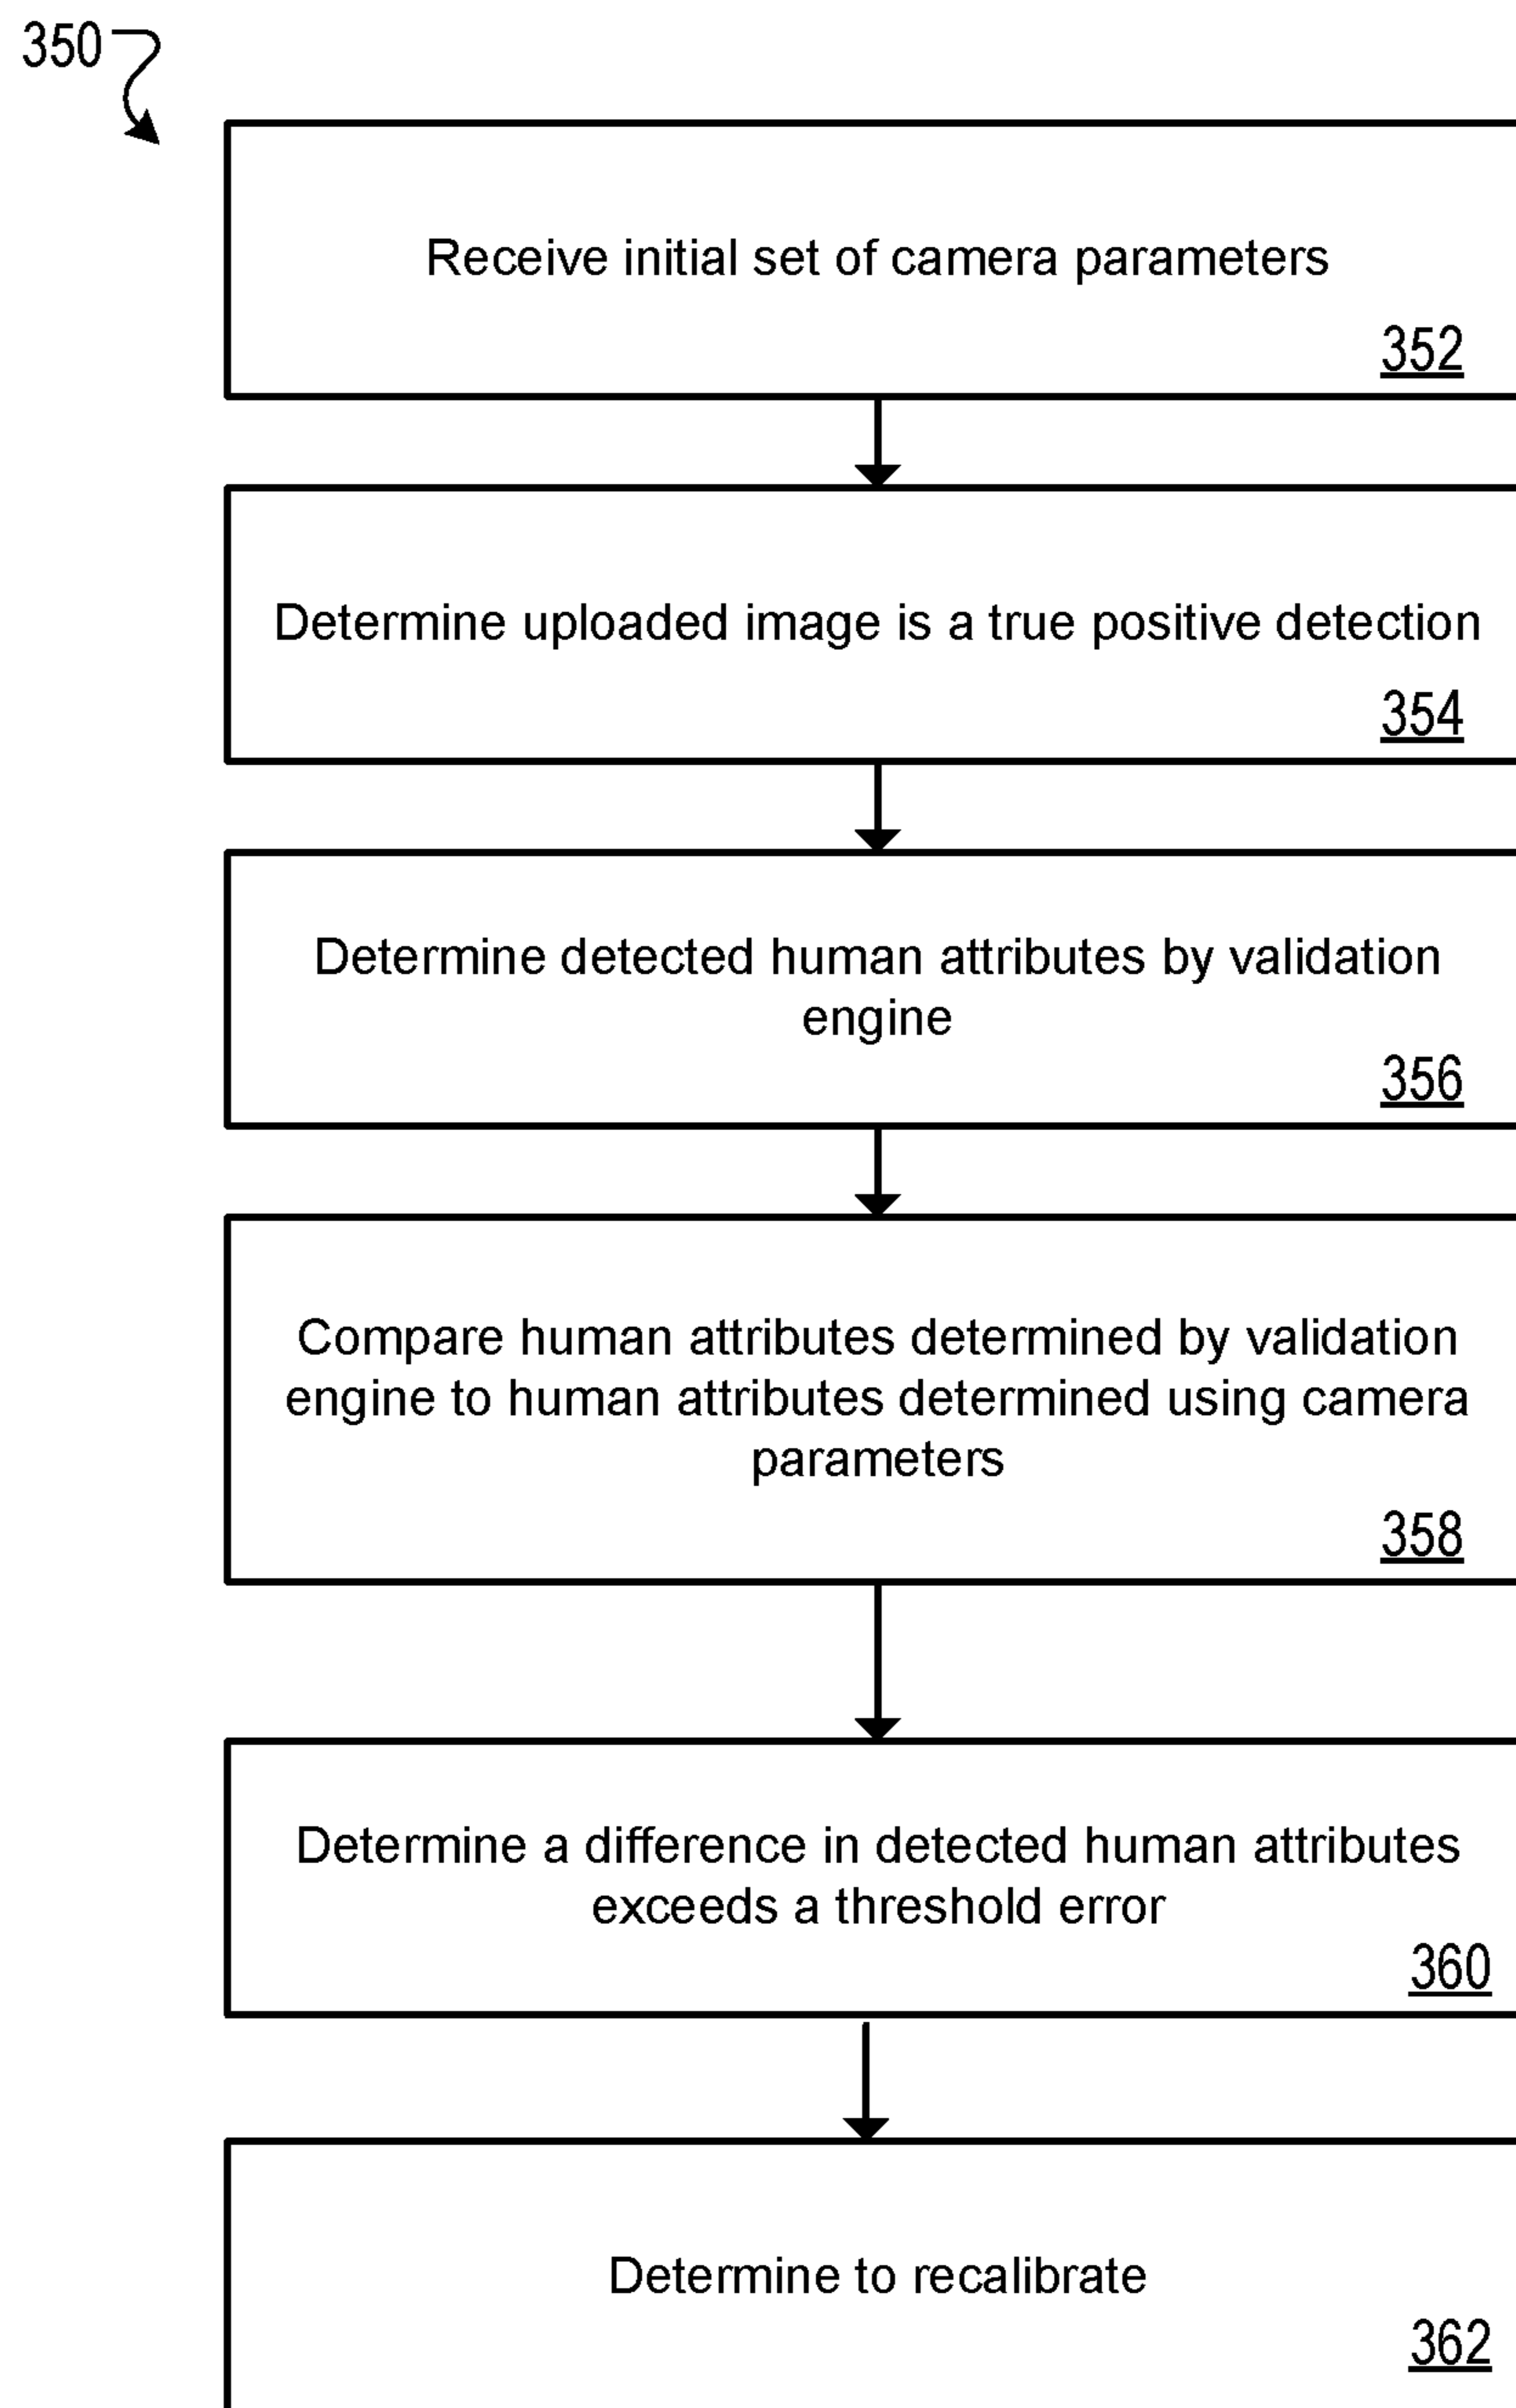 350
Receive initial set of camera parameters
352
Determine uploaded image is a true positive detection
354
Determine detected human attributes by validation
engine
356
Compare human attributes determined by validation
engine to human attributes determined using camera
parameters
358
Determine a difference in detected human attributes
exceeds a threshold error
360
Determine to recalibrate
362